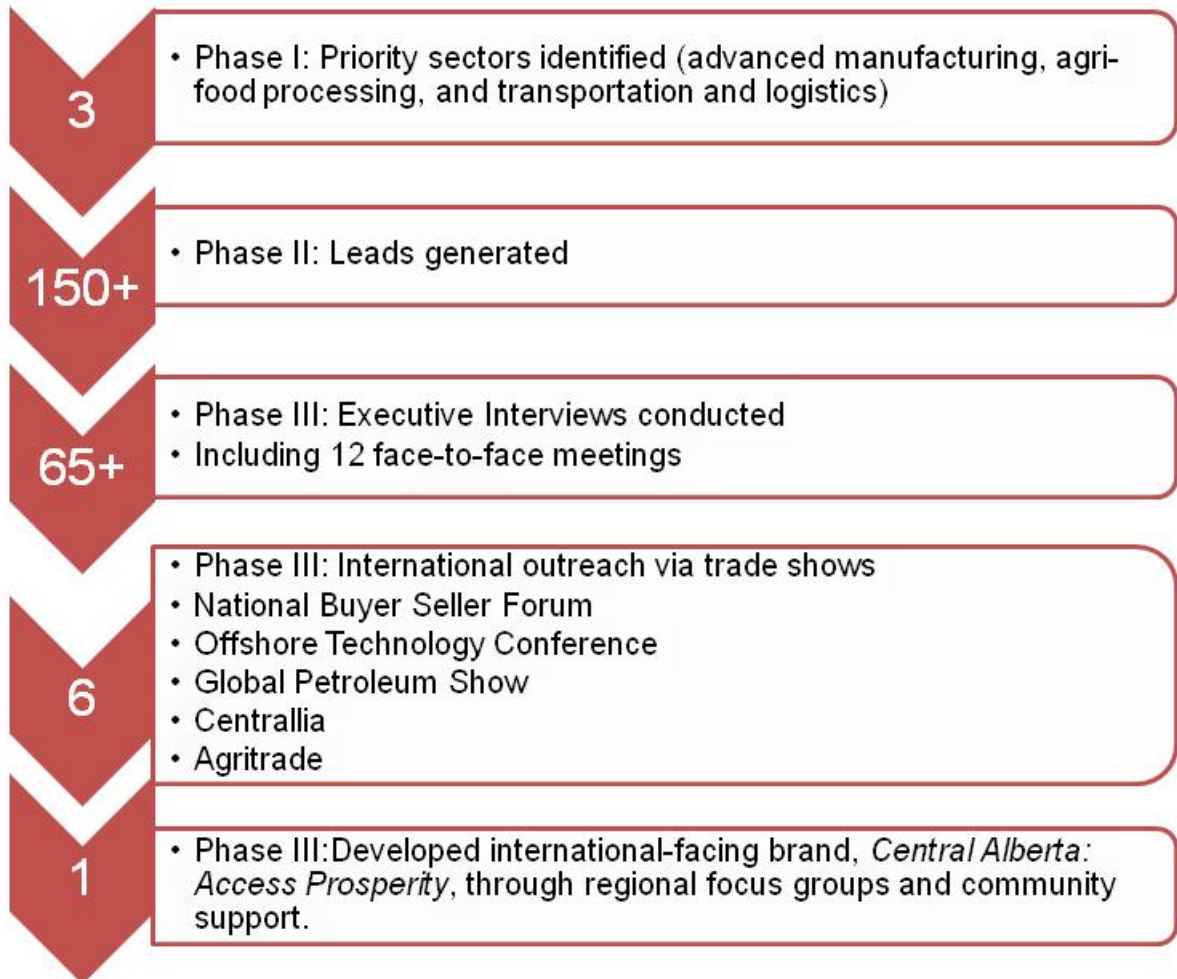 3
• Phase I: Priority sectors identified (advanced manufacturing, agri-
food processing, and transportation and logistics)
150+
• Phase II: Leads generated
65+
• Phase III: Executive Interviews conducted
• Including 12 face-to-face meetings
6
• Phase III: International outreach via trade shows
• National Buyer Seller Forum
• Offshore Technology Conference
• Global Petroleum Show
• Centrallia
• Agritrade
1
• Phase III:Developed international-facing brand, Central Alberta:
Access Prosperity, through regional focus groups and community
support.